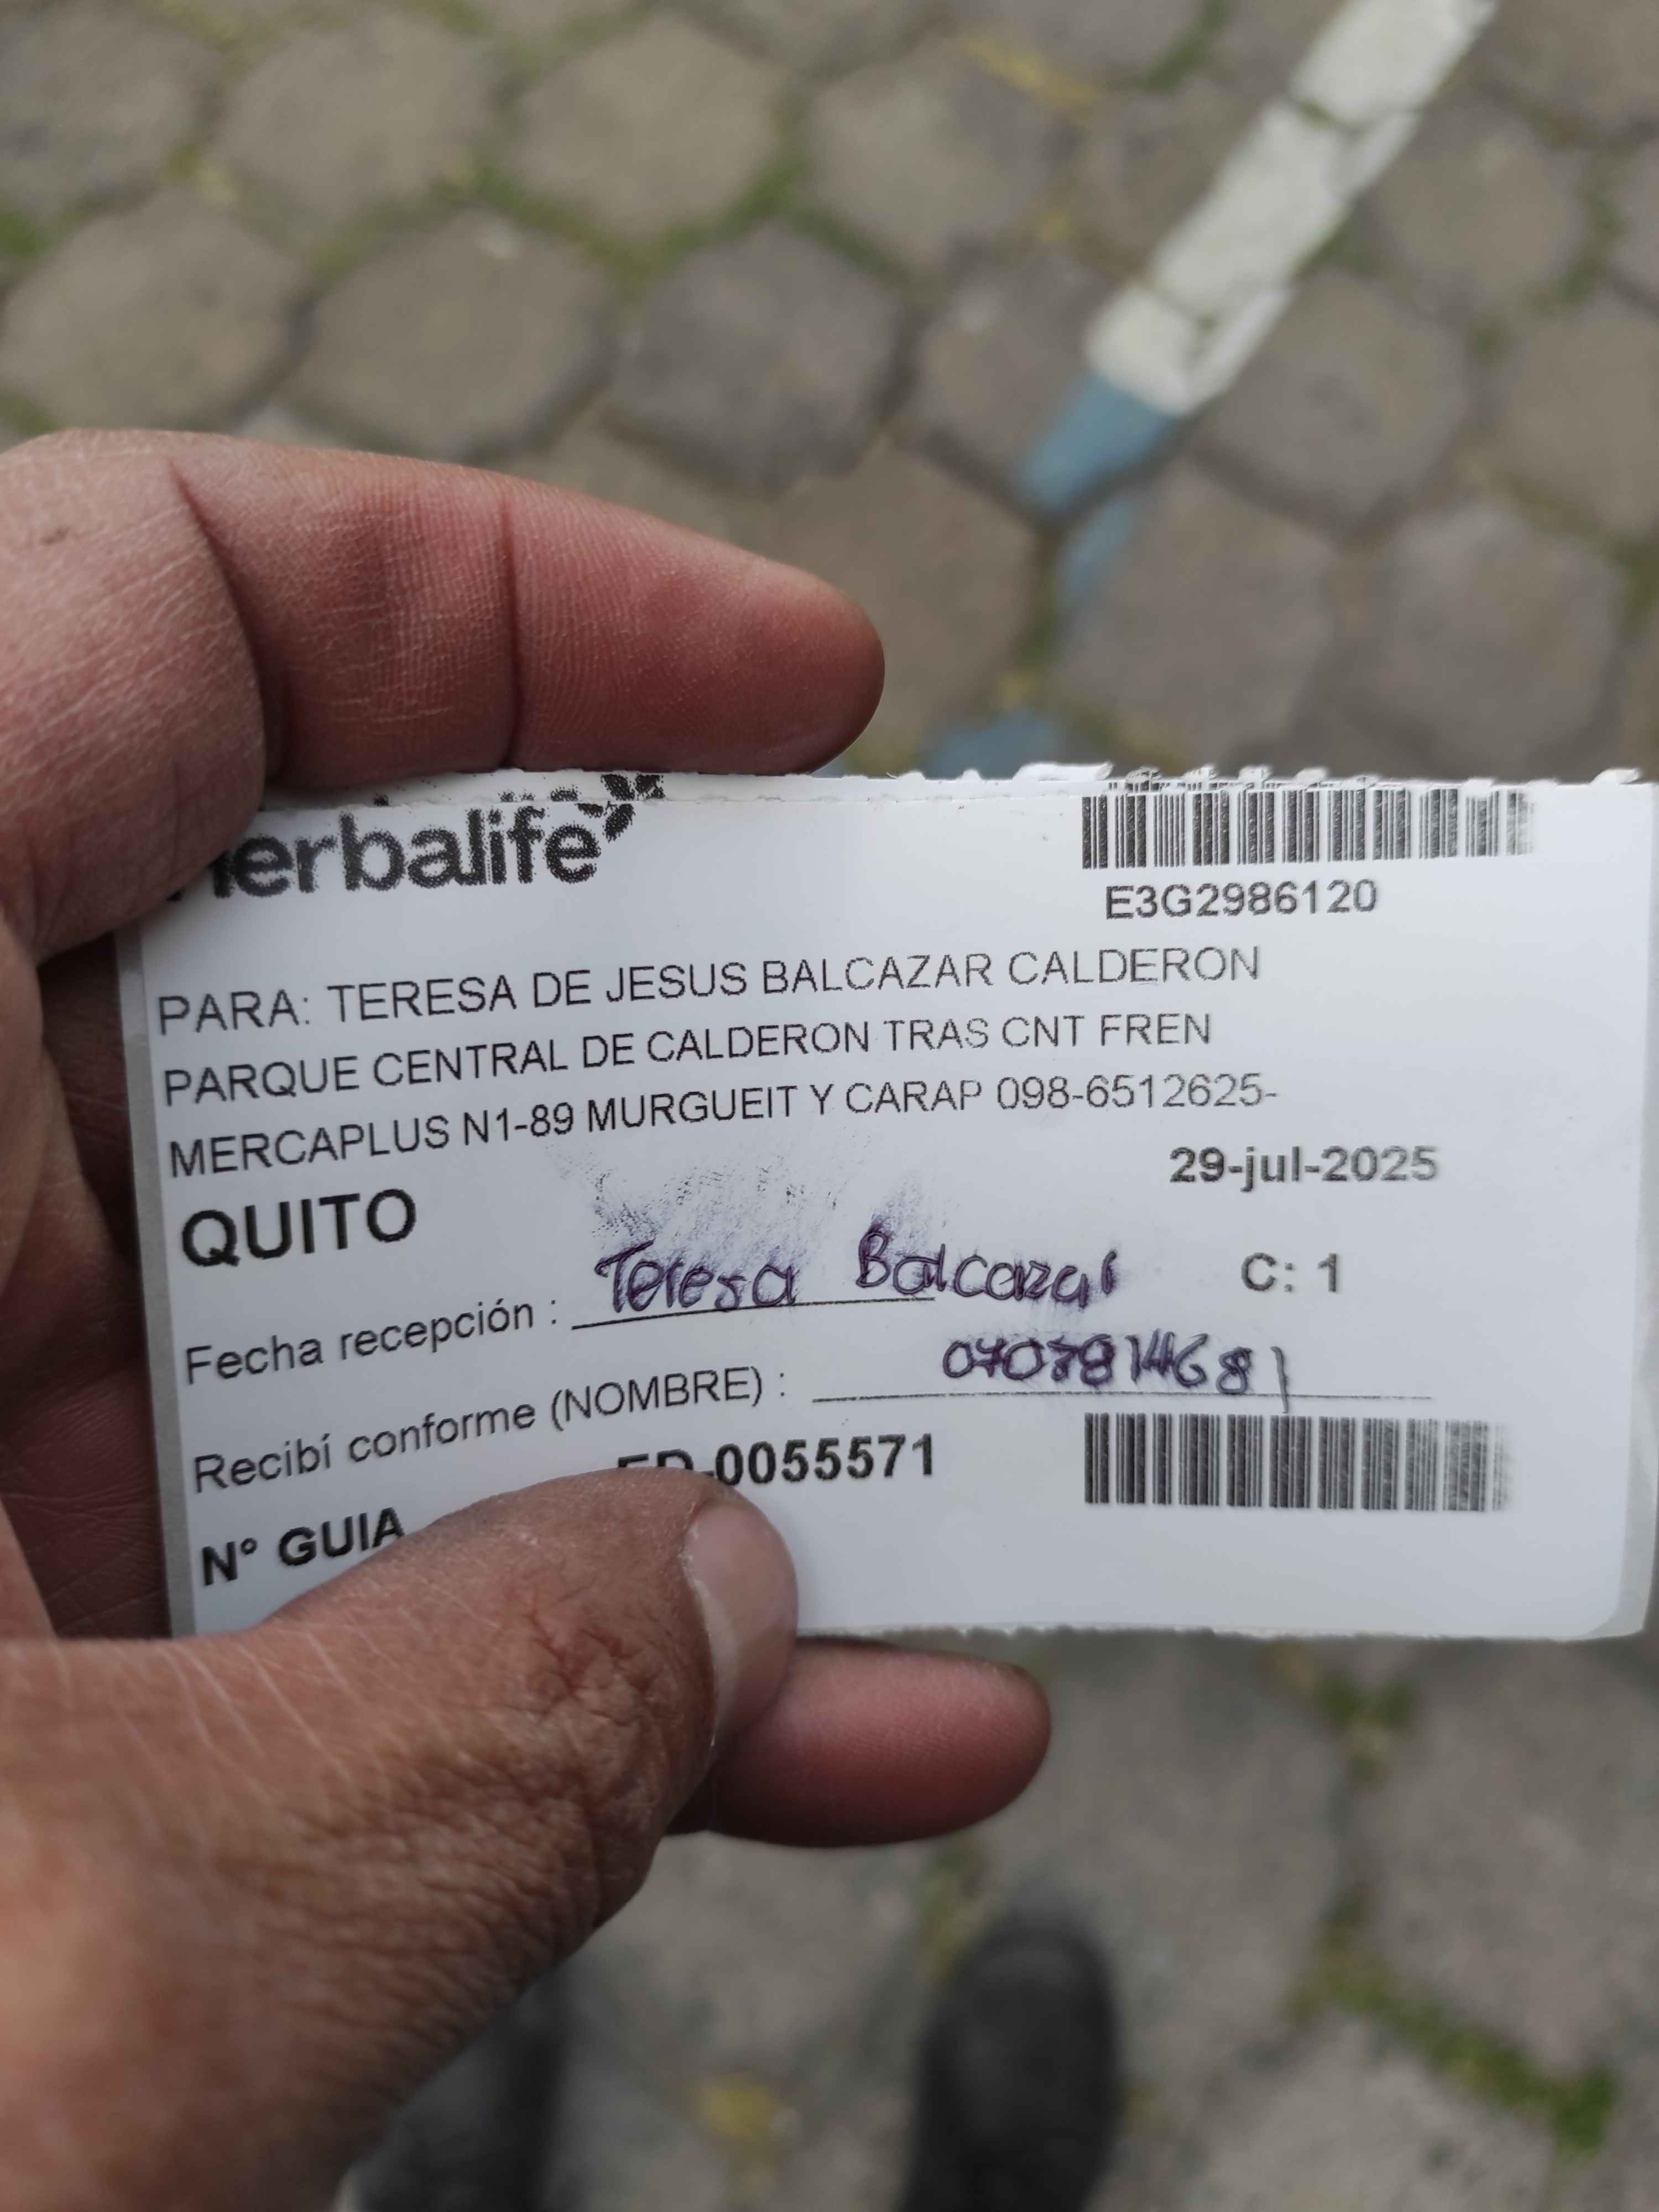 herbalife
E3G2986120
PARA: TERESA DE JESUS BALCAZAR CALDERON
PARQUE CENTRAL DE CALDERON TRAS CNT FREN
MERCAPLUS N1-89 MURGUEIT Y CARAP 098-6512625-
29-jul-2025
QUITO
C: 1
Fecha recepción : Teresa Balcazar
Recibí conforme (NOMBRE) :
N° GUIA -0055571